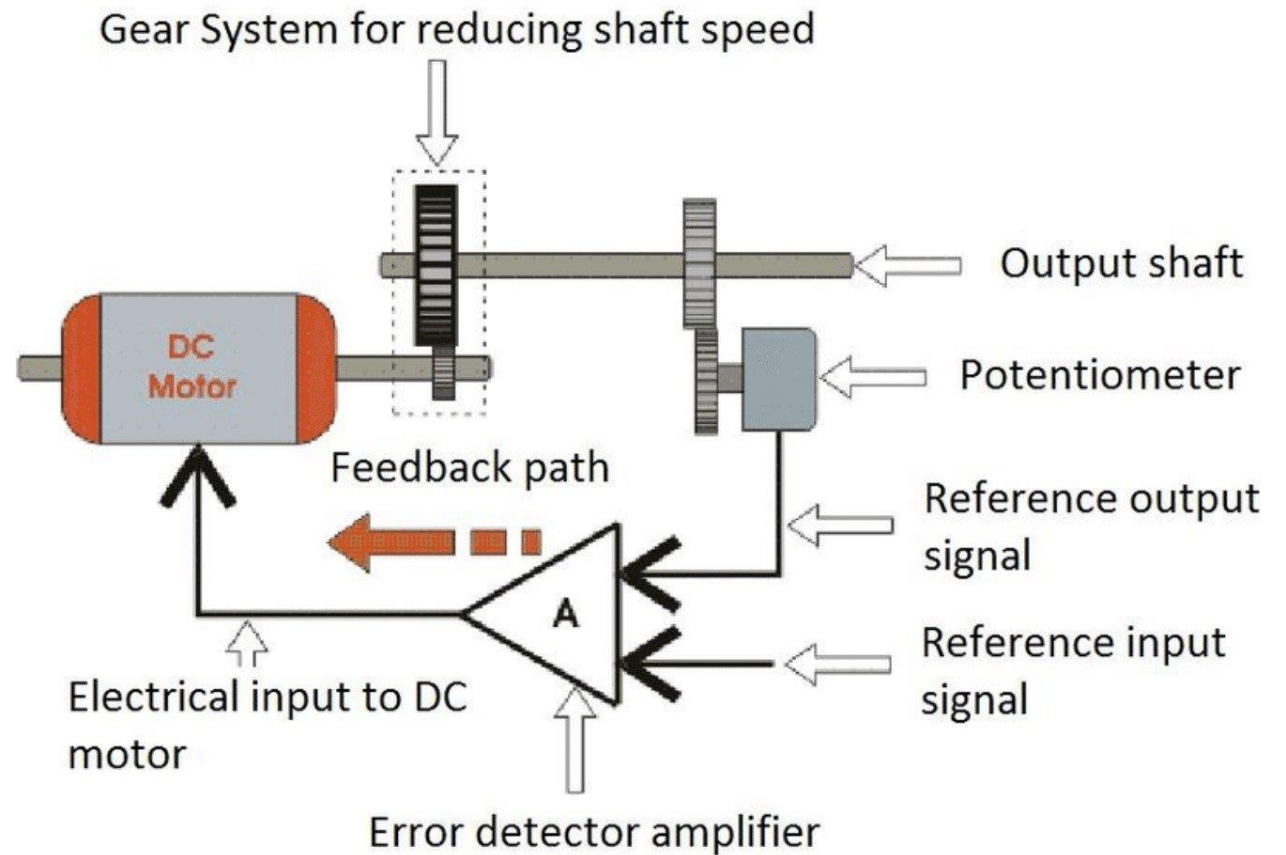 Gear System for reducing shaft speed
Output shaft
DC
Motor
Potentiometer
Feedback path
Reference output
signal
A
Reference input
signal
Electrical input to DC
motor
Error detector amplifier